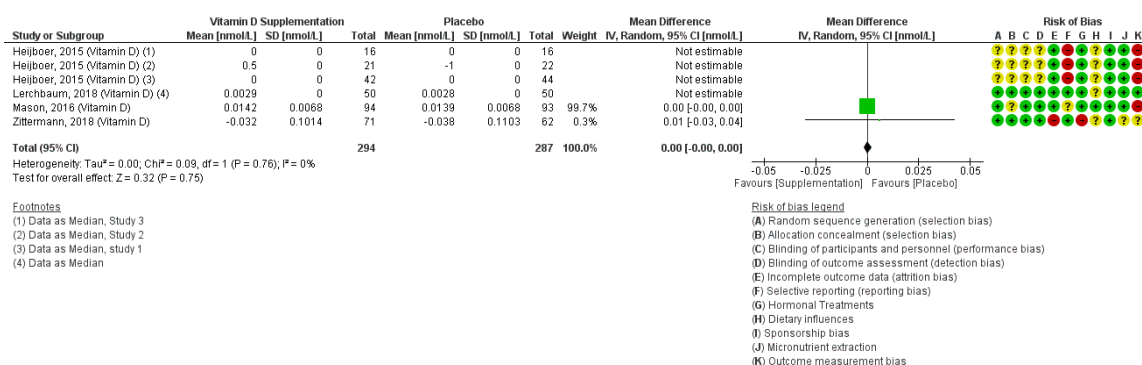 Vitamin D Supplementation Placebo Mean Difference Mean Difference Risk of Bias
Study or Subgroup Mean [nmol/L] SD [nmol/L] Total Mean [nmol/L] SD [nmol/L] Total Weight IV, Random, 95% CI [nmol/L] IV, Random, 95% CI [nmol/L] A B C D E F G H I J K
Heijboer, 2015 (Vitamin D) (1) 0 0 16 0 0 16 Not estimable ? ? ? ? + - + ? + + -
Heijboer, 2015 (Vitamin D) (2) 0.5 0 21 -1 0 22 Not estimable ? ? ? ? + - + ? + + -
Heijboer, 2015 (Vitamin D) (3) 0 0 42 0 0 44 Not estimable ? ? ? ? + - + ? + + -
Lerchbaum, 2018 (Vitamin D) (4) 0.0029 0 50 0.0028 0 50 Not estimable + + + + + + + ? + + -
Mason, 2016 (Vitamin D) 0.0142 0.0068 94 0.0139 0.0068 93 99.7% 0.00 [-0.00, 0.00] + ? + + + ? + + + + -
Zittermann, 2018 (Vitamin D) -0.032 0.1014 71 -0.038 0.1103 62 0.3% 0.01 [-0.03, 0.04] + + + + - + - ? + ? ?
Total (95% CI) 294 287 100.0% 0.00 [-0.00, 0.00]
Heterogeneity: Tau² = 0.00; Chi² = 0.09, df = 1 (P = 0.76); I² = 0%
Test for overall effect: Z = 0.32 (P = 0.75)
-0.05 -0.025 0 0.025 0.05
Favours [Supplementation] Favours [Placebo]
Footnotes
(1) Data as Median, Study 3
(2) Data as Median, Study 2
(3) Data as Median, study 1
(4) Data as Median
Risk of bias legend
(A) Random sequence generation (selection bias)
(B) Allocation concealment (selection bias)
(C) Blinding of participants and personnel (performance bias)
(D) Blinding of outcome assessment (detection bias)
(E) Incomplete outcome data (attrition bias)
(F) Selective reporting (reporting bias)
(G) Hormonal Treatments
(H) Dietary influences
(I) Sponsorship bias
(J) Micronutrient extraction
(K) Outcome measurement bias